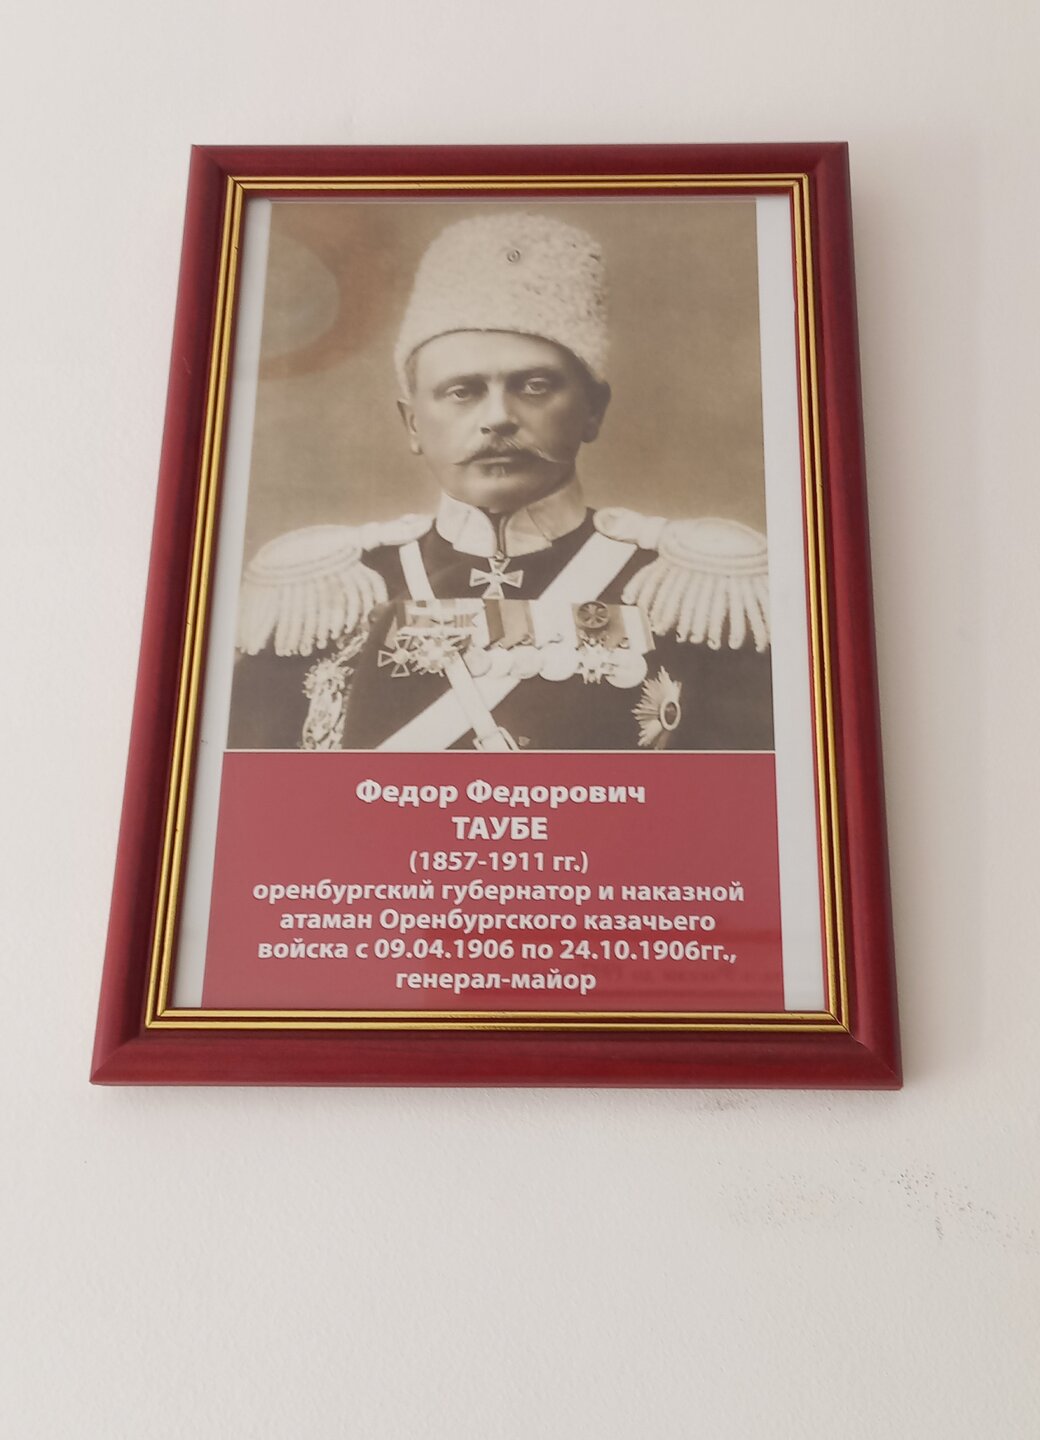 Федор Федорович
ТАУБЕ
(1857-1911 гг.)
оренбургский губернатор и наказной
атаман Оренбургского казачьего
войска с 09.04.1906 по 24.10.1906гг.,
генерал-майор